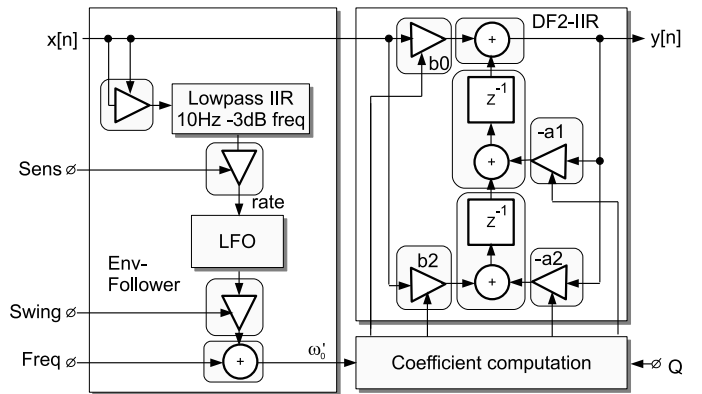 DF2-IIR
x[n]
y[n]
b0
+
Lowpass IIR
10Hz -3dB freq
z⁻¹
-a1
Sens
+
rate
LFO
z⁻¹
Env-
Follower
b2
-a2
+
Swing
Freq
+
ω₀'
Coefficient computation
Q